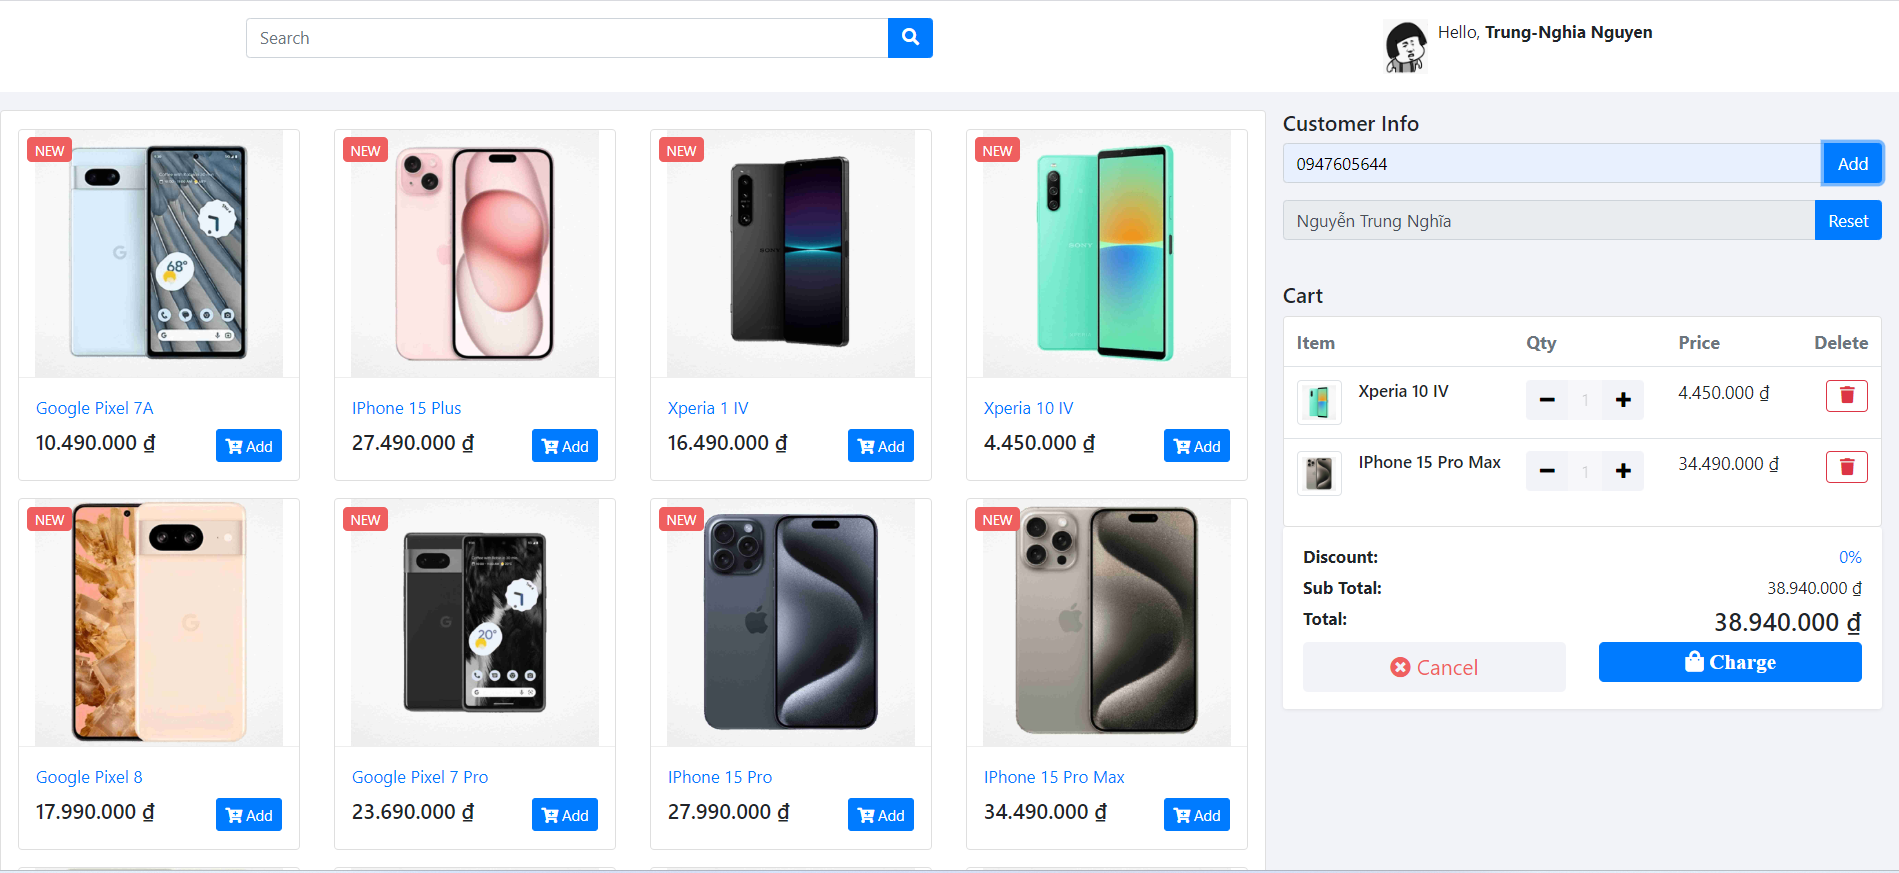 Search
Hello, Trung-Nghia Nguyen
NEW
NEW
NEW
NEW
68°
SONY
SONY
Google Pixel 7A
IPhone 15 Plus
Xperia 1 IV
Xperia 10 IV
10.490.000 ₫
Add
27.490.000 ₫
Add
16.490.000 ₫
Add
4.450.000 ₫
Add
NEW
NEW
NEW
NEW
20°
Google Pixel 8
Google Pixel 7 Pro
IPhone 15 Pro
IPhone 15 Pro Max
17.990.000 ₫
Add
23.690.000 ₫
Add
27.990.000 ₫
Add
34.490.000 ₫
Add
Customer Info
0947605644
Add
Nguyễn Trung Nghĩa
Reset
Cart
Item Qty Price Delete
Xperia 10 IV 1 4.450.000 ₫
IPhone 15 Pro Max 1 34.490.000 ₫
Discount: 0%
Sub Total: 38.940.000 ₫
Total: 38.940.000 ₫
Cancel
Charge